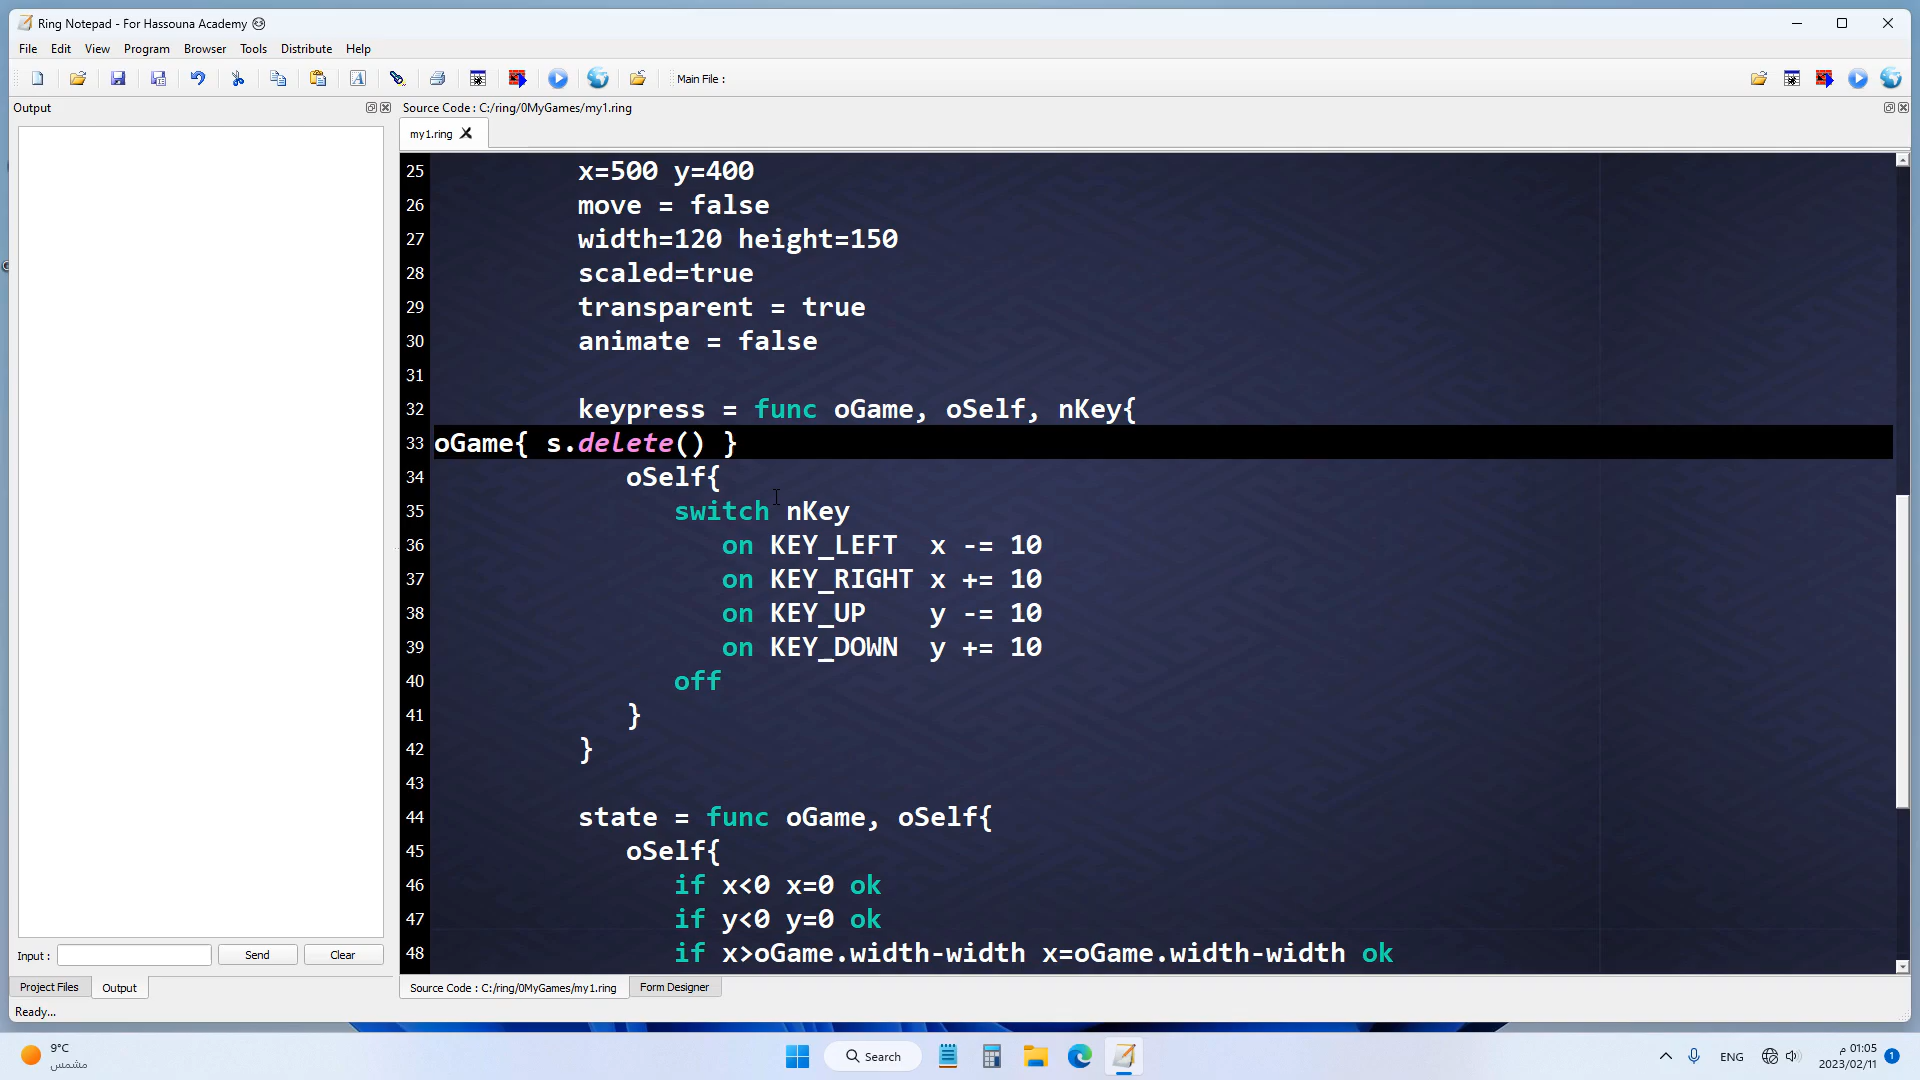 Ring Notepad - For Hassouna Academy
File Edit View Program Browser Tools Distribute Help
Main File :
Output
Source Code : C:/ring/0MyGames/my1.ring
my1.ring
25 x=500 y=400
26 move = false
27 width=120 height=150
28 scaled=true
29 transparent = true
30 animate = false
31
32 keypress = func oGame, oSelf, nKey{
33 oGame{ s.delete() }
34 oSelf{
35 switch nKey
36 on KEY_LEFT x -= 10
37 on KEY_RIGHT x += 10
38 on KEY_UP y -= 10
39 on KEY_DOWN y += 10
40 off
41 }
42 }
43
44 state = func oGame, oSelf{
45 oSelf{
46 if x<0 x=0 ok
47 if y<0 y=0 ok
48 if x>oGame.width-width x=oGame.width-width ok
Input : Send Clear
Project Files Output
Source Code : C:/ring/0MyGames/my1.ring Form Designer
Ready...
9°C
مشمس
Search
ENG
01:05 م
2023/02/11
1